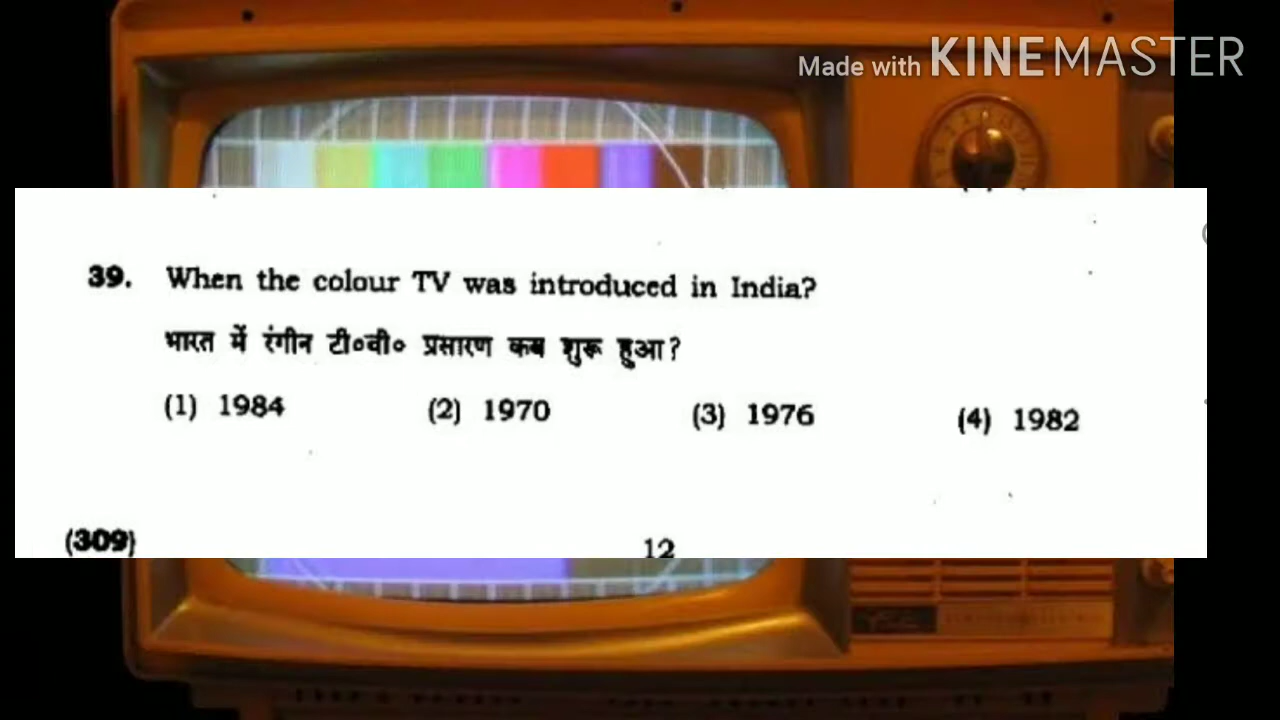 Made with KINEMASTER
39. When the colour TV was introduced in India?
भारत में रंगीन टी०वी० प्रसारण कब शुरू हुआ?
(1) 1984 (2) 1970 (3) 1976 (4) 1982
(309) 12